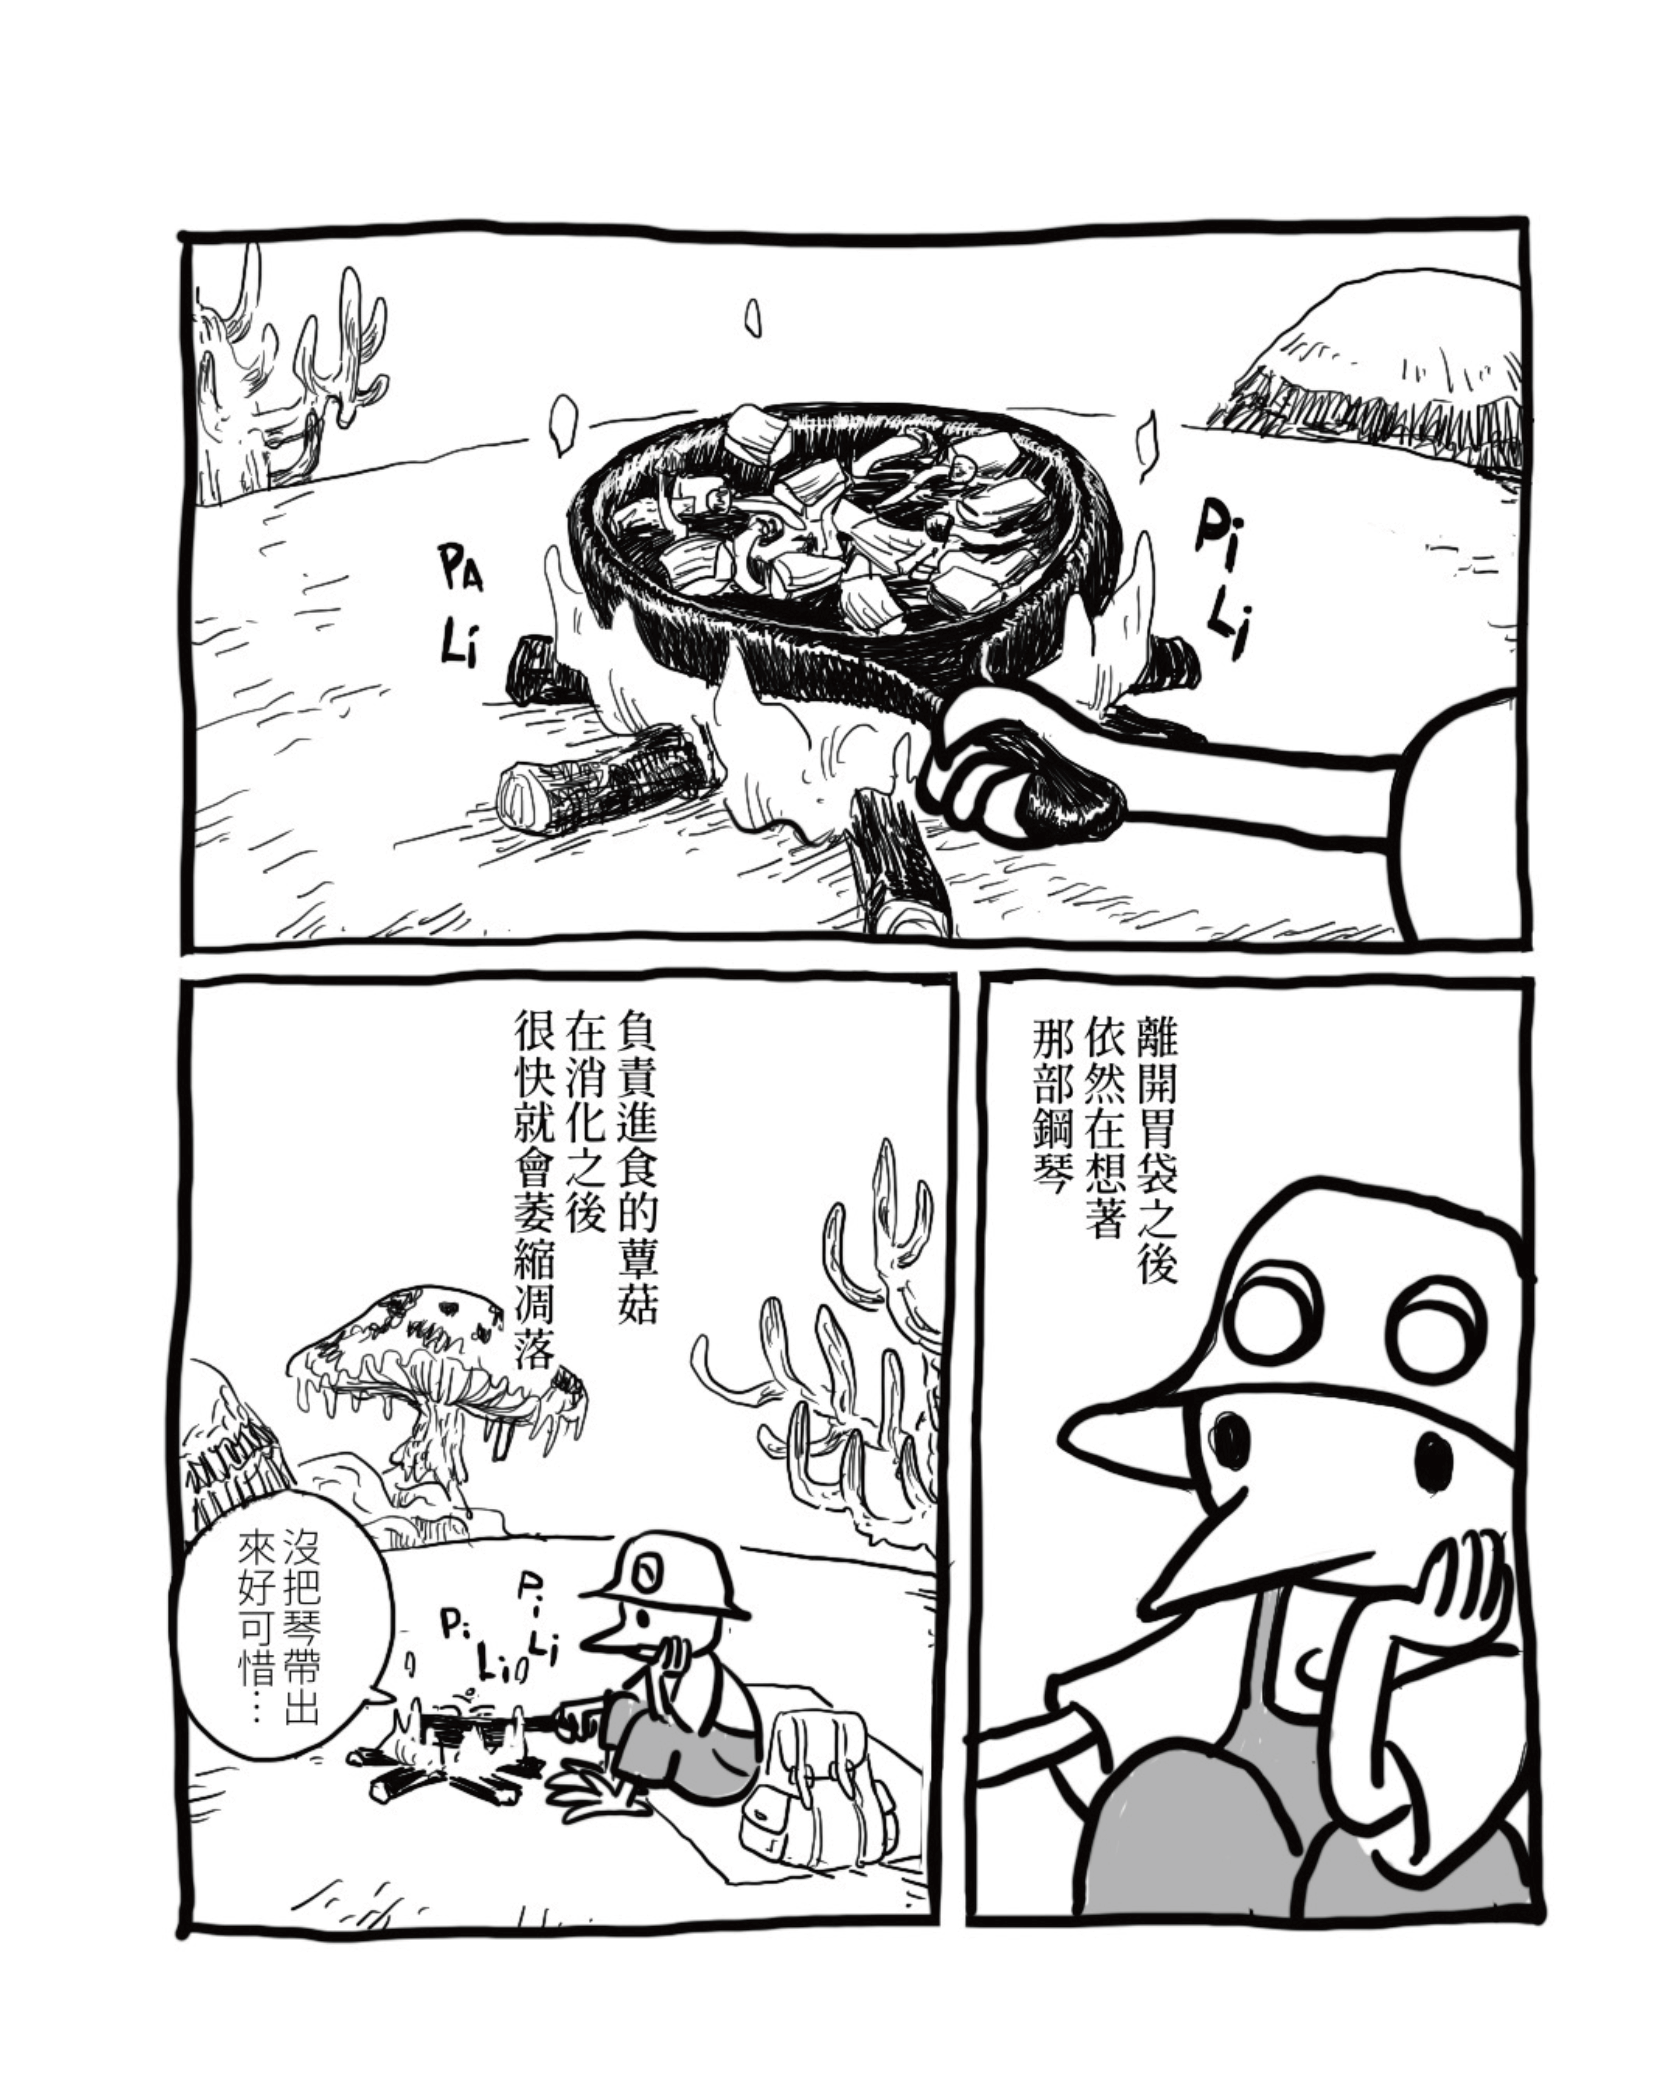 PA
Li
Pi
Li
離開胃袋之後
依然在想著
那部鋼琴
負責進食的蕈菇
在消化之後
很快就會萎縮凋落
Pi
Li
Pi
Li
沒把琴帶出
來好可惜…